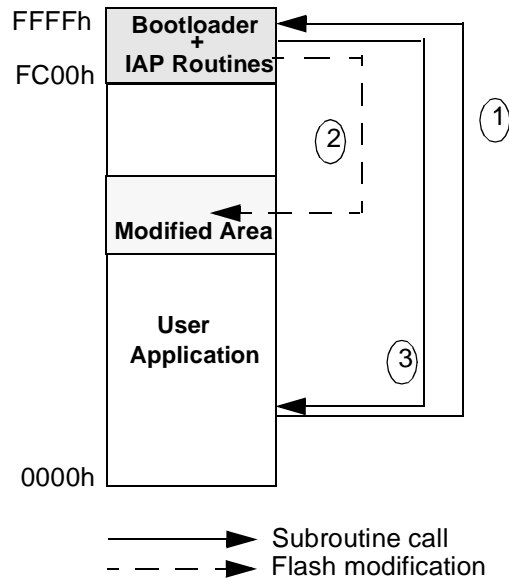 FFFFh
Bootloader
+
IAP Routines
FC00h
1
2
Modified Area
User
Application
3
0000h
Subroutine call
Flash modification